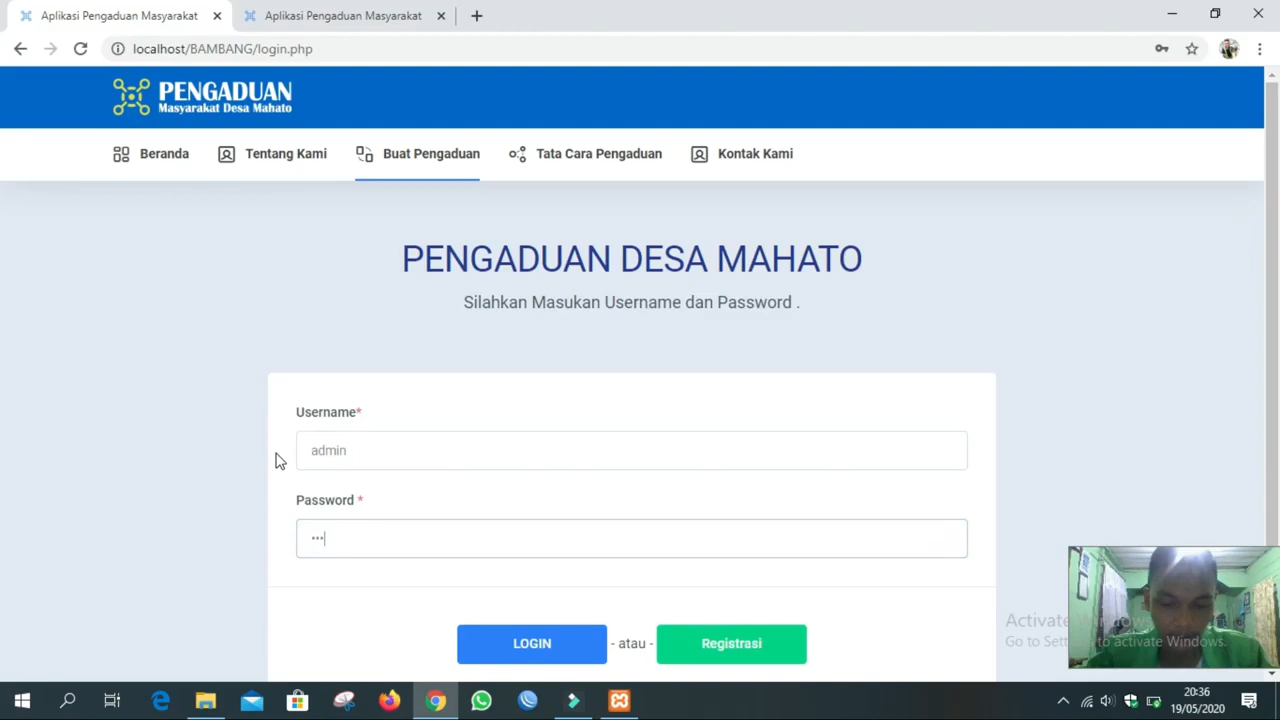 Aplikasi Pengaduan Masyarakat
Aplikasi Pengaduan Masyarakat
localhost/BAMBANG/login.php
PENGADUAN
Masyarakat Desa Mahato
Beranda
Tentang Kami
Buat Pengaduan
Tata Cara Pengaduan
Kontak Kami
PENGADUAN DESA MAHATO
Silahkan Masukan Username dan Password .
Username*
admin
Password *
•••
LOGIN
- atau -
Registrasi
Activate
Go to Settings to activate Windows.
20:36
19/05/2020